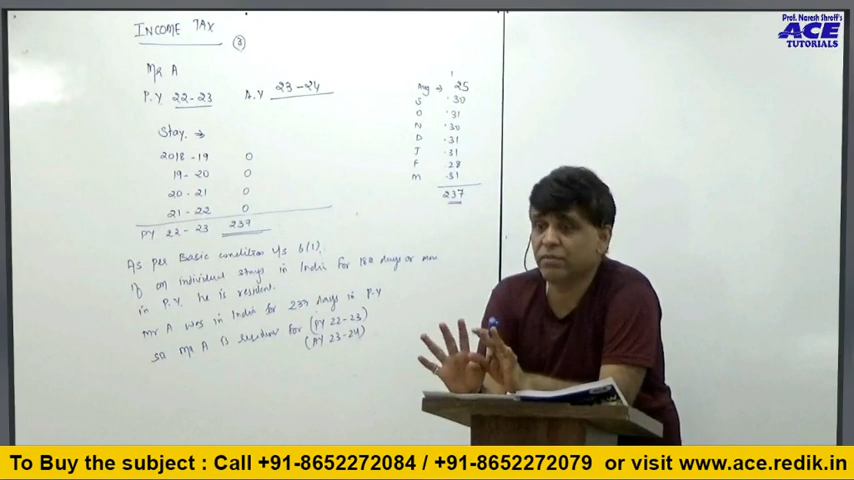 INCOME TAX
③
Mr A
P.Y. 22-23 A.Y 23-24
Stay. →
2018-19 0
19-20 0
20-21 0
21-22 0
PY 22-23 237
As per Basic condition u/s 6(1).
If an individual stays in India for 182 days or more
in P.Y. he is resident.
Mr A was in India for 237 days in P.Y
so Mr A is resident for (PY 22-23)
(AY 23-24)
Aug → 25
S 30
O 31
N 30
D 31
J 31
F 28
M 31
237
Prof. Naresh Shroff's
ACE
TUTORIALS
To Buy the subject : Call +91-8652272084 / +91-8652272079 or visit www.ace.redik.in